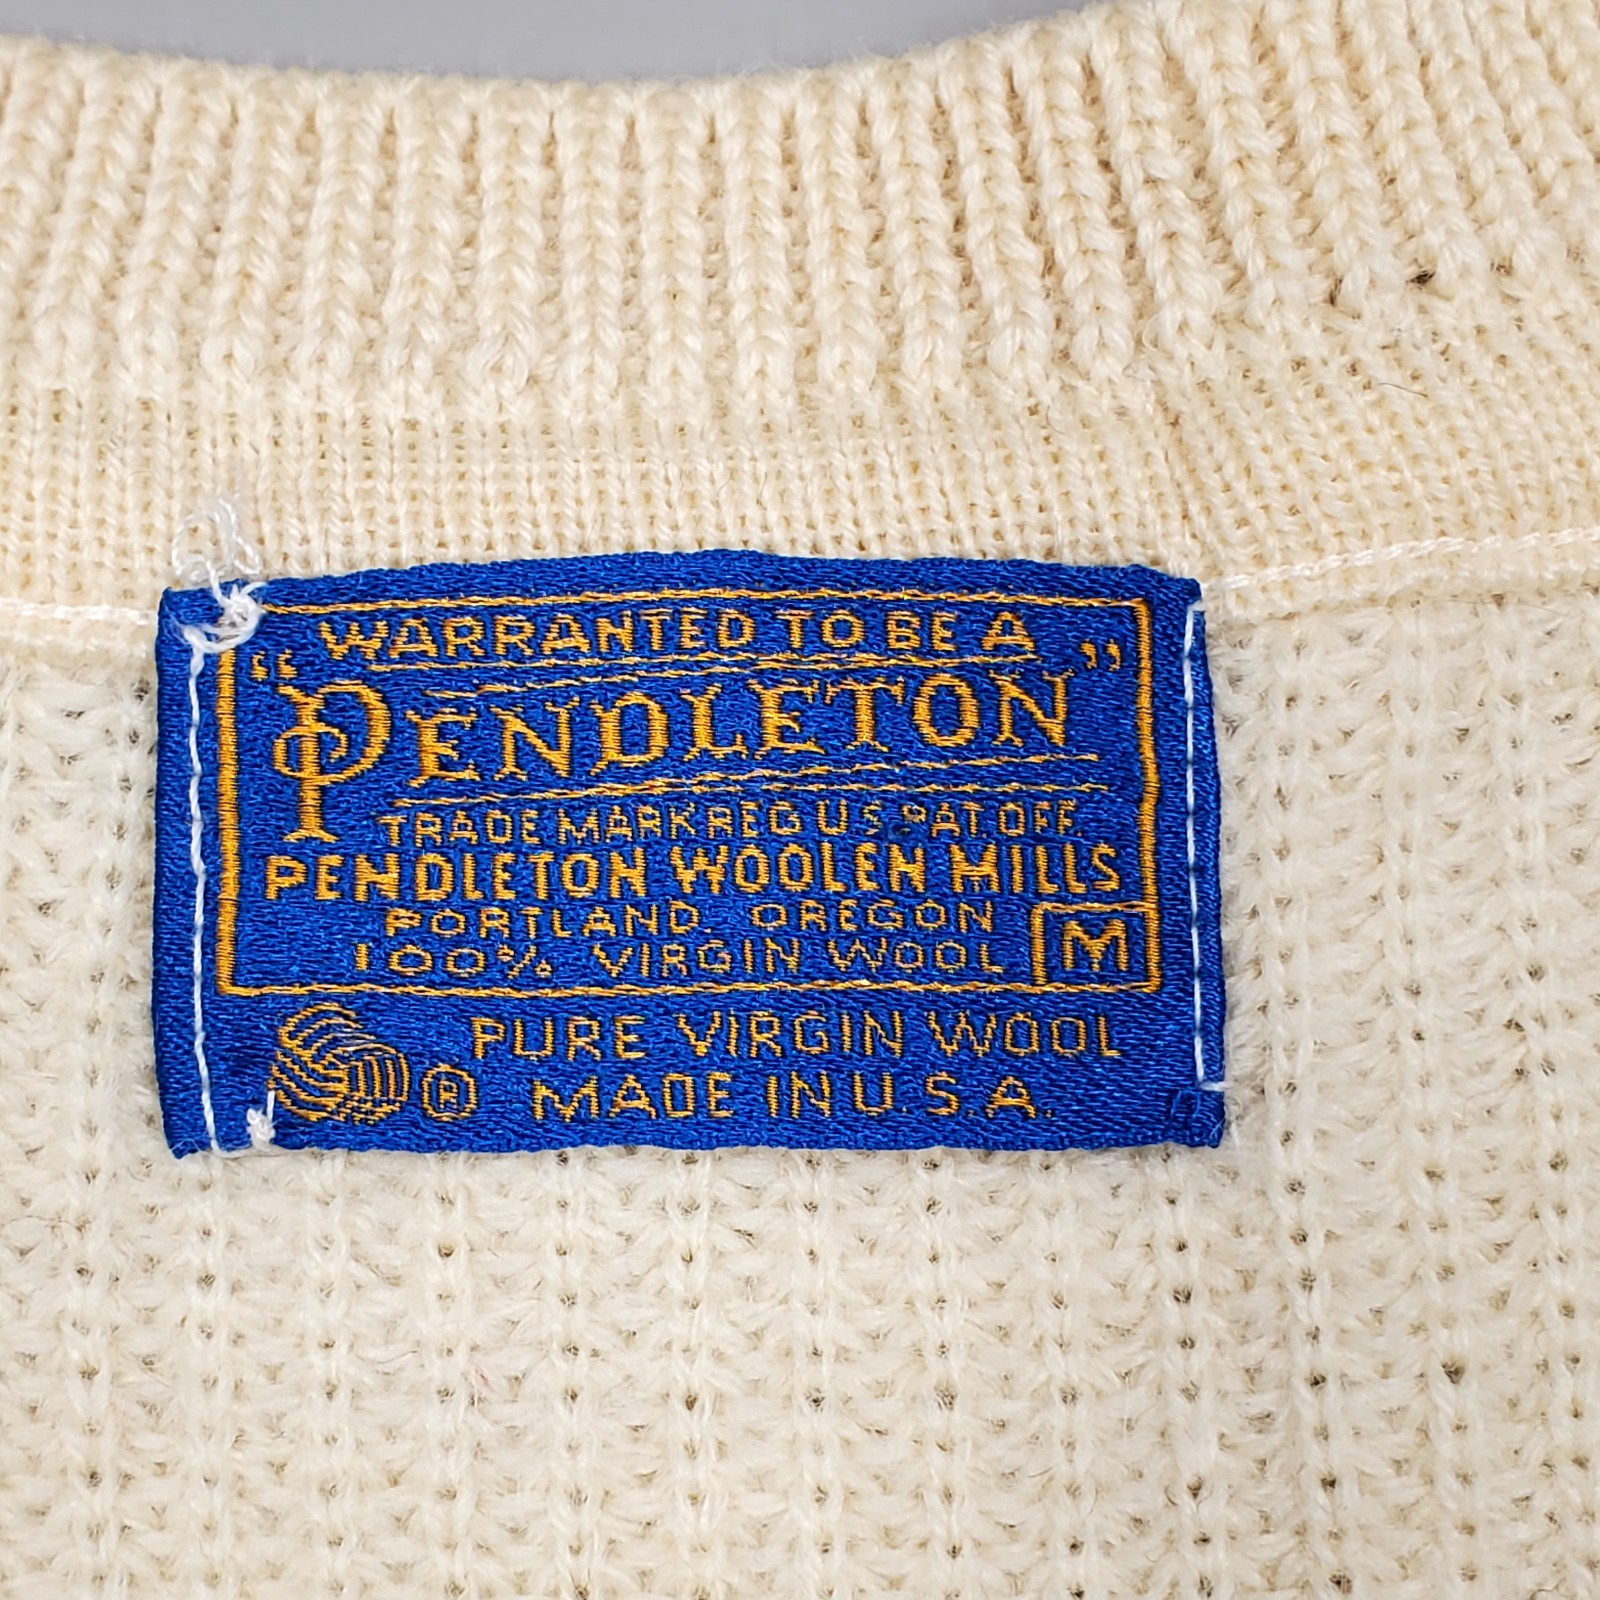 WARRANTED TO BE A
“PENDLETON”
TRADE MARK REG U.S. PAT. OFF.
PENDLETON WOOLEN MILLS
PORTLAND, OREGON
100% VIRGIN WOOL M
PURE VIRGIN WOOL
® MADE IN U.S.A.